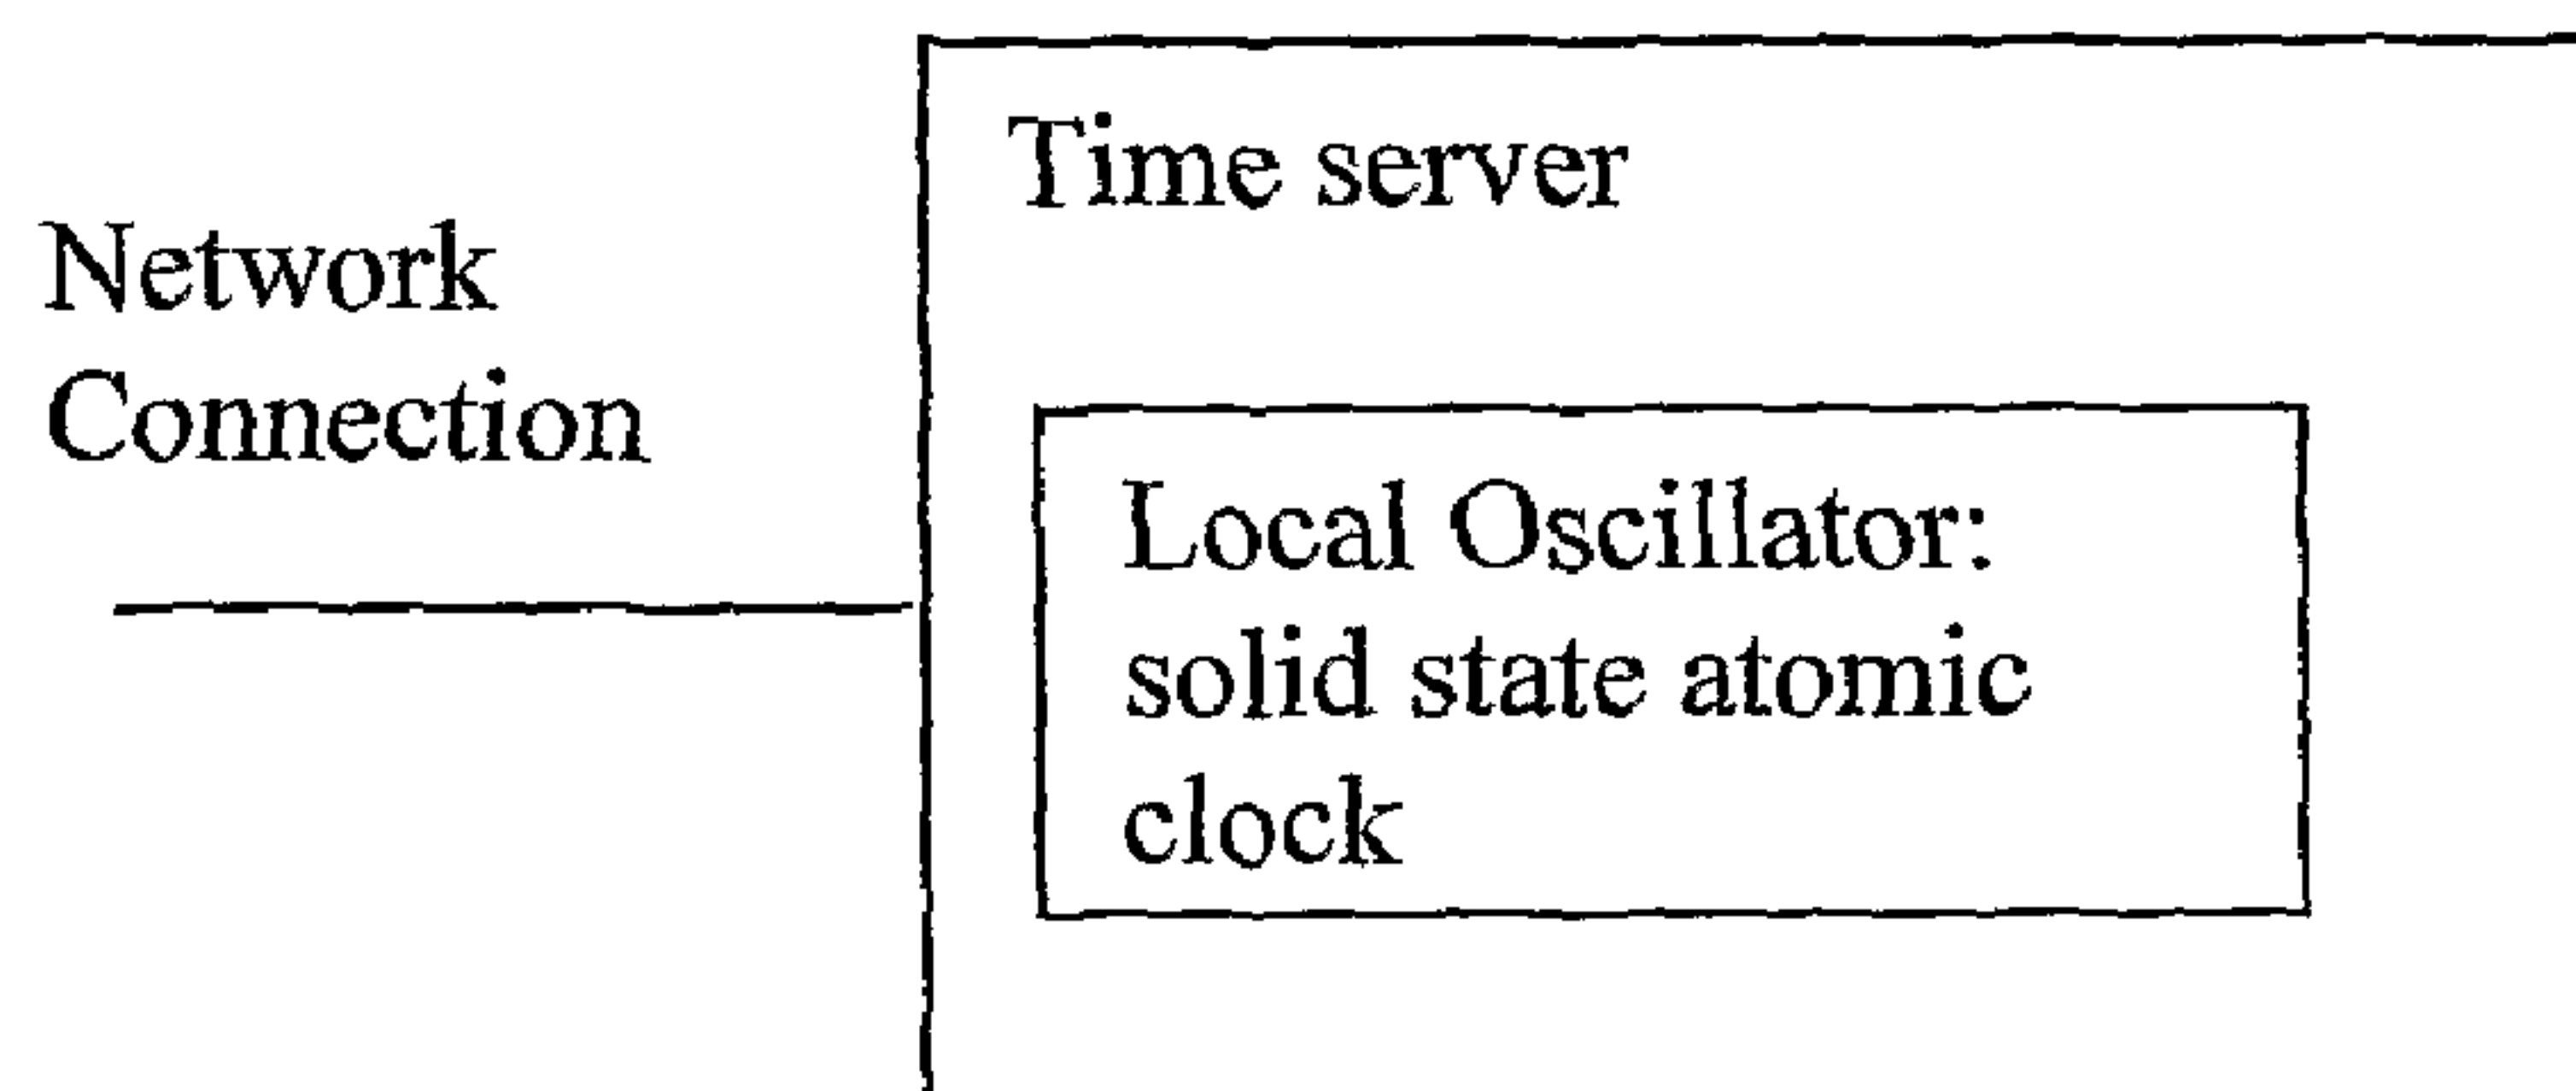 Time server
Network
Connection
Local Oscillator:
solid state atomic
clock